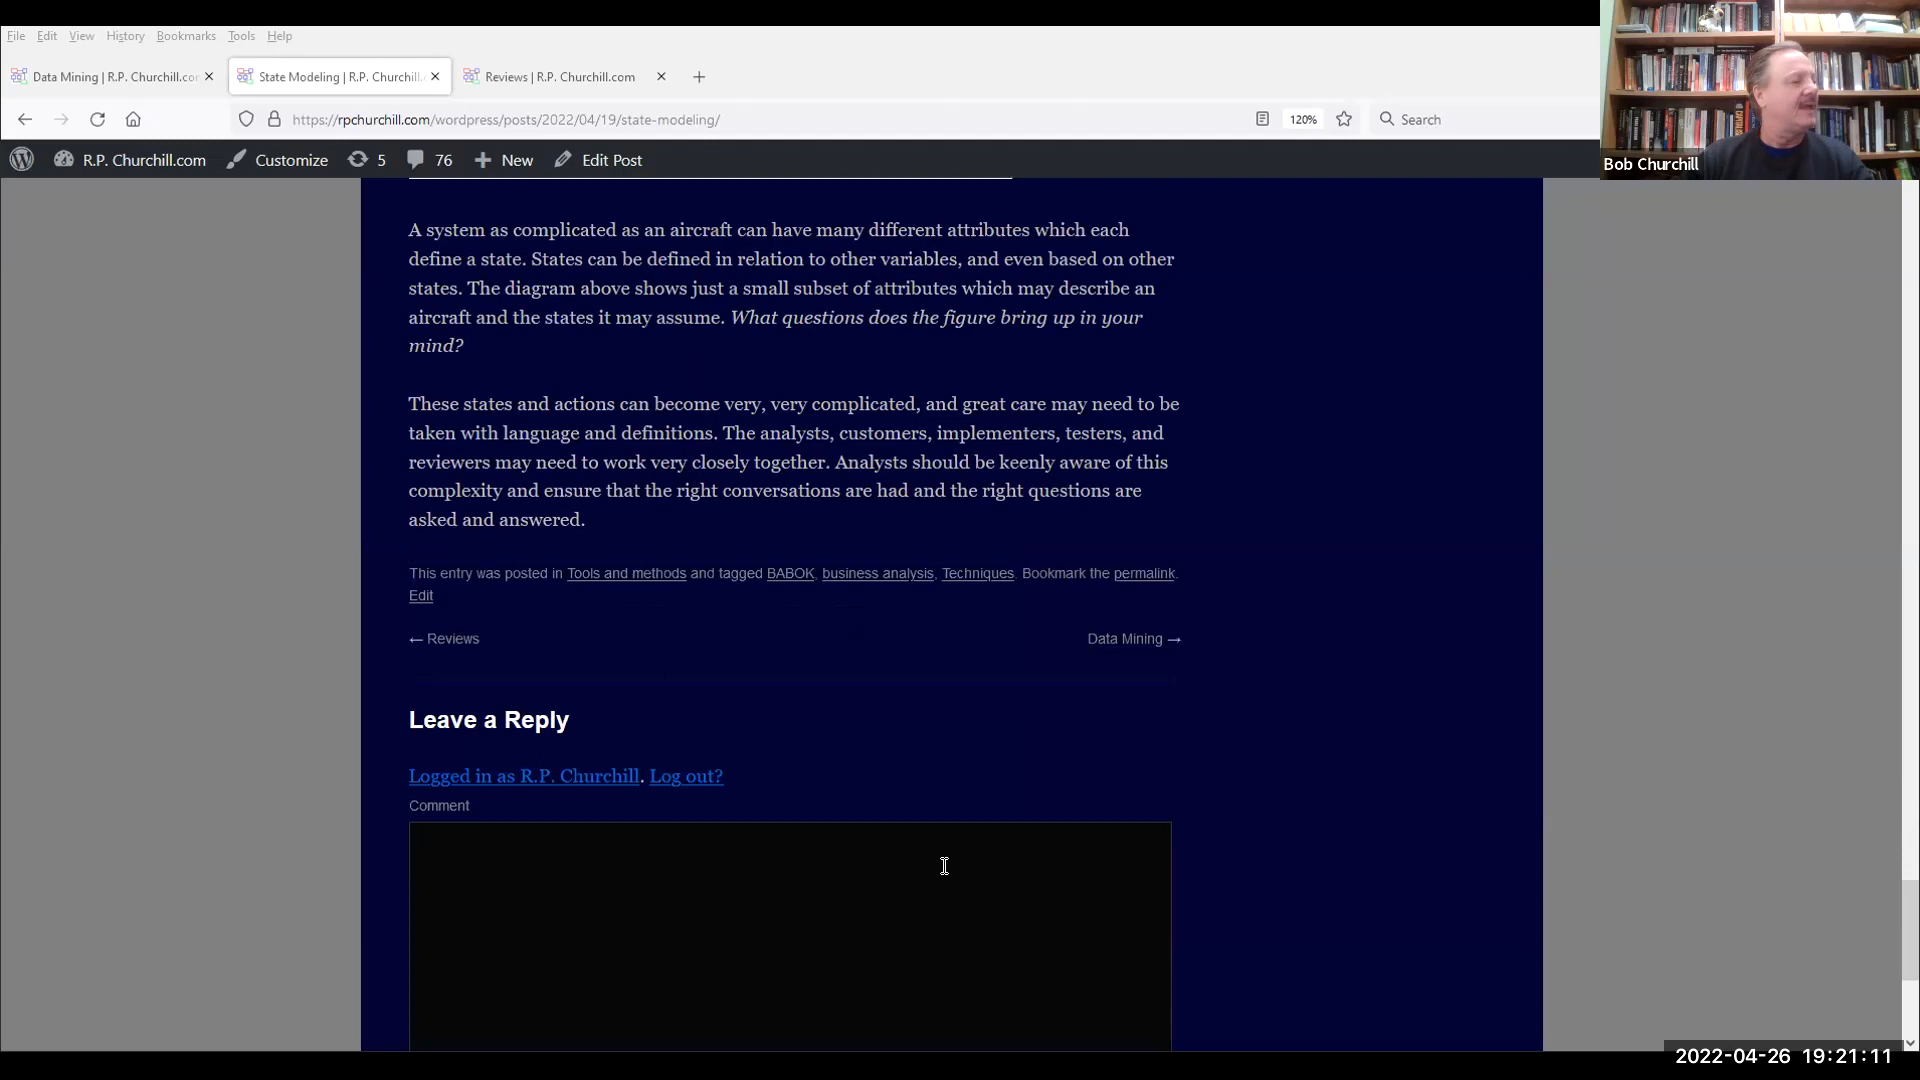 File Edit View History Bookmarks Tools Help
Data Mining | R.P. Churchill.co
State Modeling | R.P. Churchill.
Reviews | R.P. Churchill.com
https://rpchurchill.com/wordpress/posts/2022/04/19/state-modeling/
120%
Search
R.P. Churchill.com Customize 5 76 New Edit Post
Bob Churchill
A system as complicated as an aircraft can have many different attributes which each
define a state. States can be defined in relation to other variables, and even based on other
states. The diagram above shows just a small subset of attributes which may describe an
aircraft and the states it may assume. What questions does the figure bring up in your
mind?
These states and actions can become very, very complicated, and great care may need to be
taken with language and definitions. The analysts, customers, implementers, testers, and
reviewers may need to work very closely together. Analysts should be keenly aware of this
complexity and ensure that the right conversations are had and the right questions are
asked and answered.
This entry was posted in Tools and methods and tagged BABOK, business analysis, Techniques. Bookmark the permalink.
Edit
← Reviews
Data Mining →
Leave a Reply
Logged in as R.P. Churchill. Log out?
Comment
2022-04-26 19:21:11